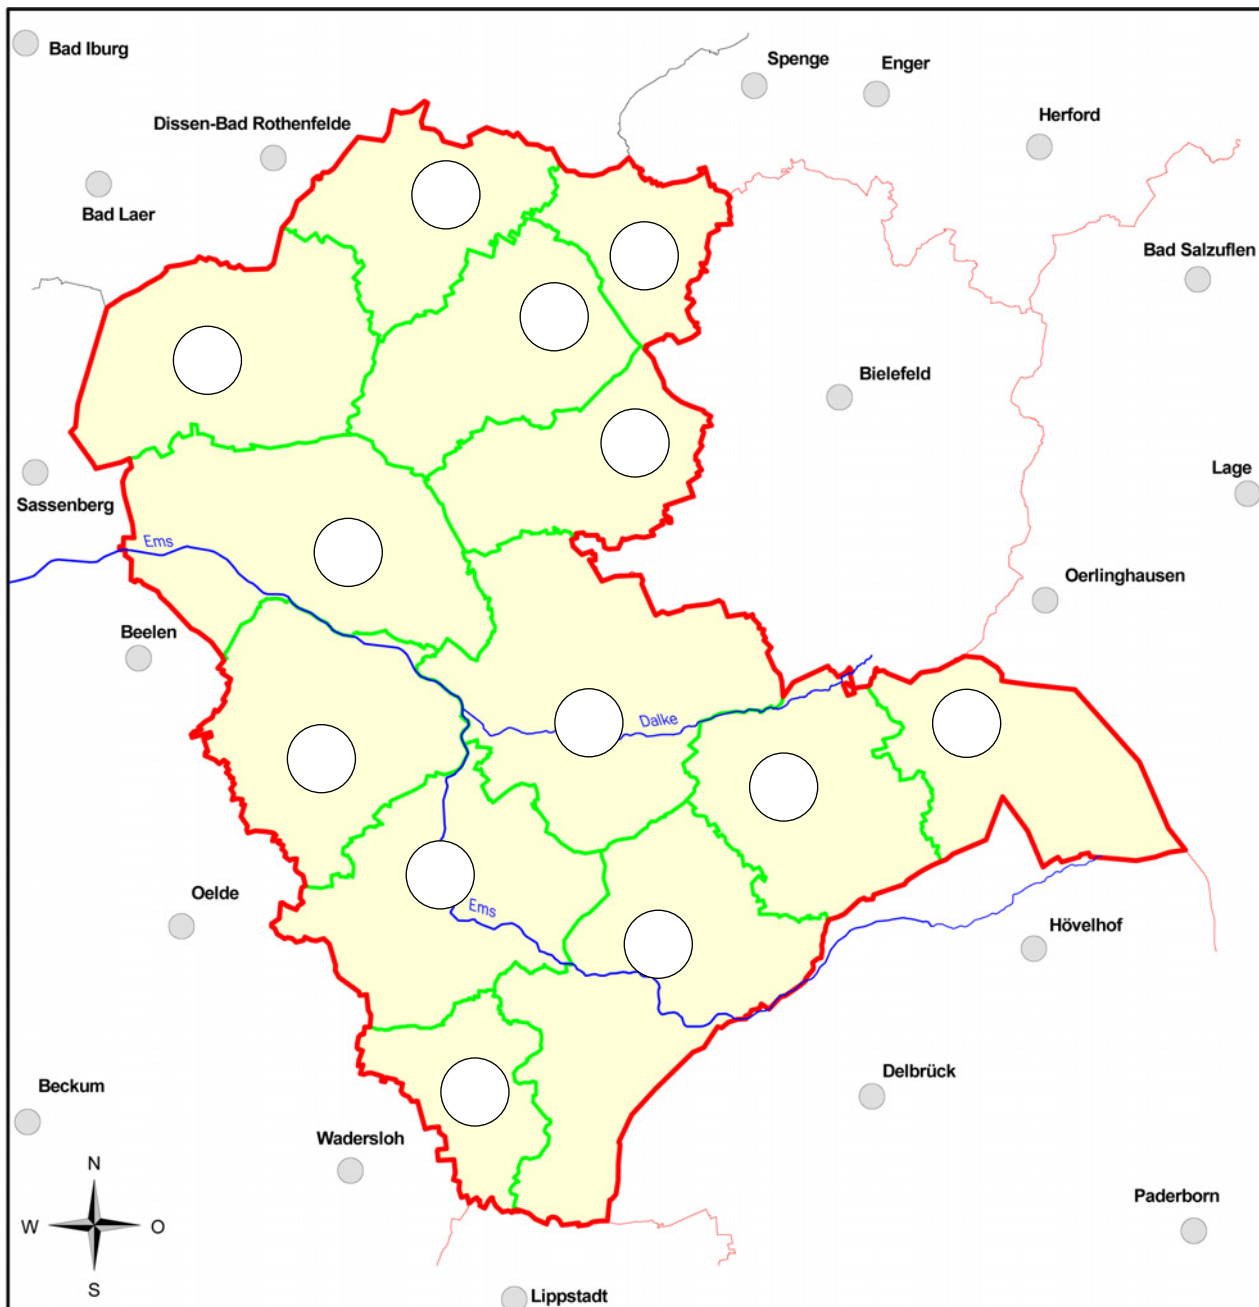 Bad Iburg
Spenge
Enger
Herford
Dissen-Bad Rothenfelde
Bad Laer
Bad Salzuflen
Bielefeld
Lage
Sassenberg
Ems
Oerlinghausen
Beelen
Dalke
Oelde
Ems
Hövelhof
Delbrück
Beckum
Wadersloh
N
W
O
S
Paderborn
Lippstadt